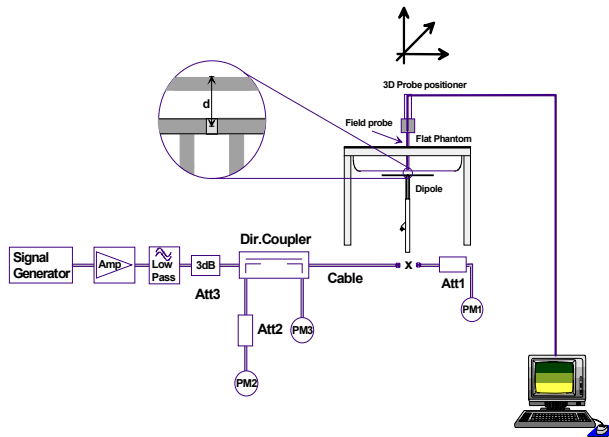 3D Probe positioner
d
Field probe
Flat Phantom
Dipole
Dir.Coupler
Signal
Generator
Amp
Low
Pass
3dB
Att3
Cable
x
Att1
PM1
Att2
PM3
PM2